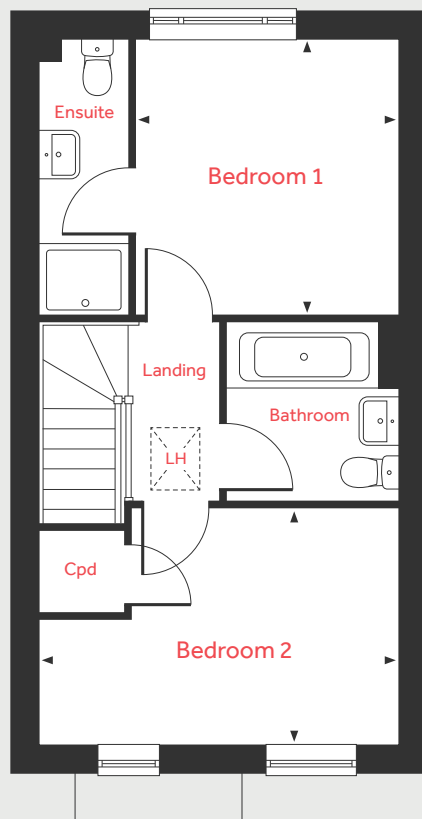 Ensuite
Bedroom 1
Landing
Bathroom
LH
Cpd
Bedroom 2